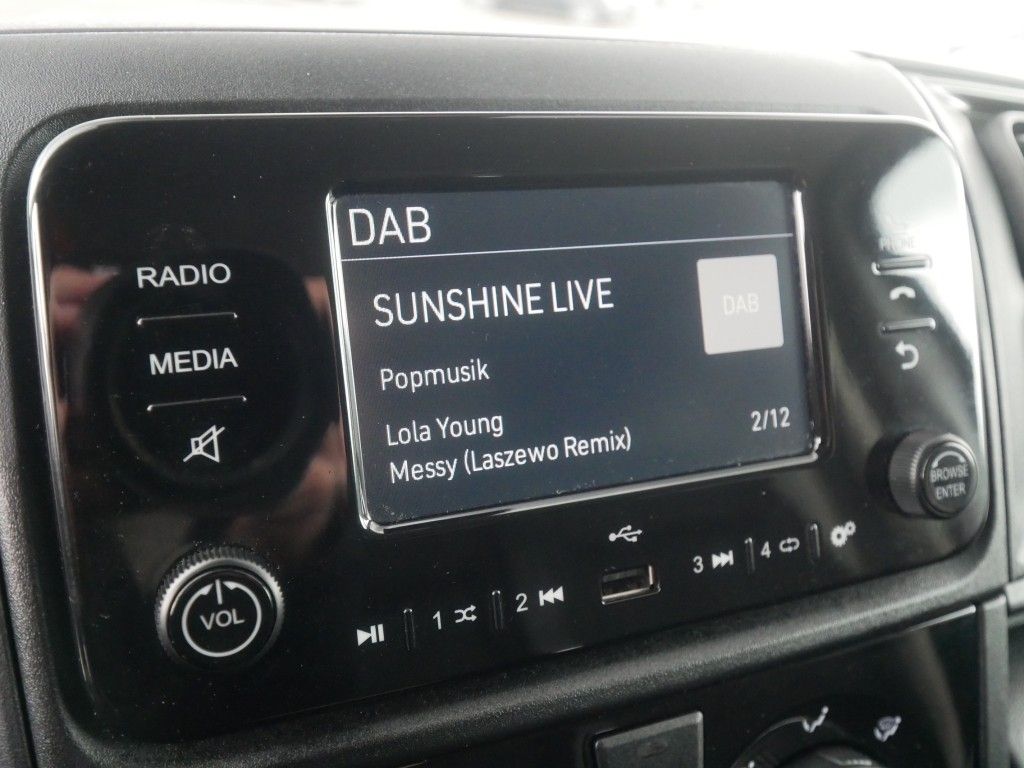 DAB
SUNSHINE LIVE
DAB
Popmusik
Lola Young
Messy (Laszewo Remix)
2/12
RADIO
MEDIA
PHONE
VOL
1
2
3
4
BROWSE
ENTER